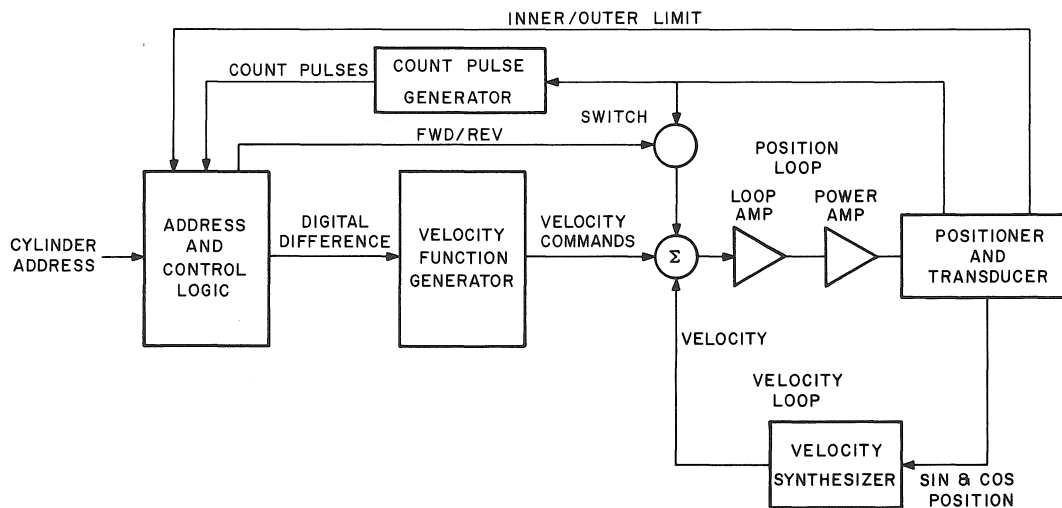 INNER/OUTER LIMIT
COUNT PULSES
COUNT PULSE
GENERATOR
SWITCH
FWD/REV
POSITION
LOOP
LOOP
AMP
POWER
AMP
CYLINDER
ADDRESS
ADDRESS
AND
CONTROL
LOGIC
DIGITAL
DIFFERENCE
VELOCITY
FUNCTION
GENERATOR
VELOCITY
COMMANDS
Σ
POSITIONER
AND
TRANSDUCER
VELOCITY
VELOCITY
LOOP
VELOCITY
SYNTHESIZER
SIN & COS
POSITION